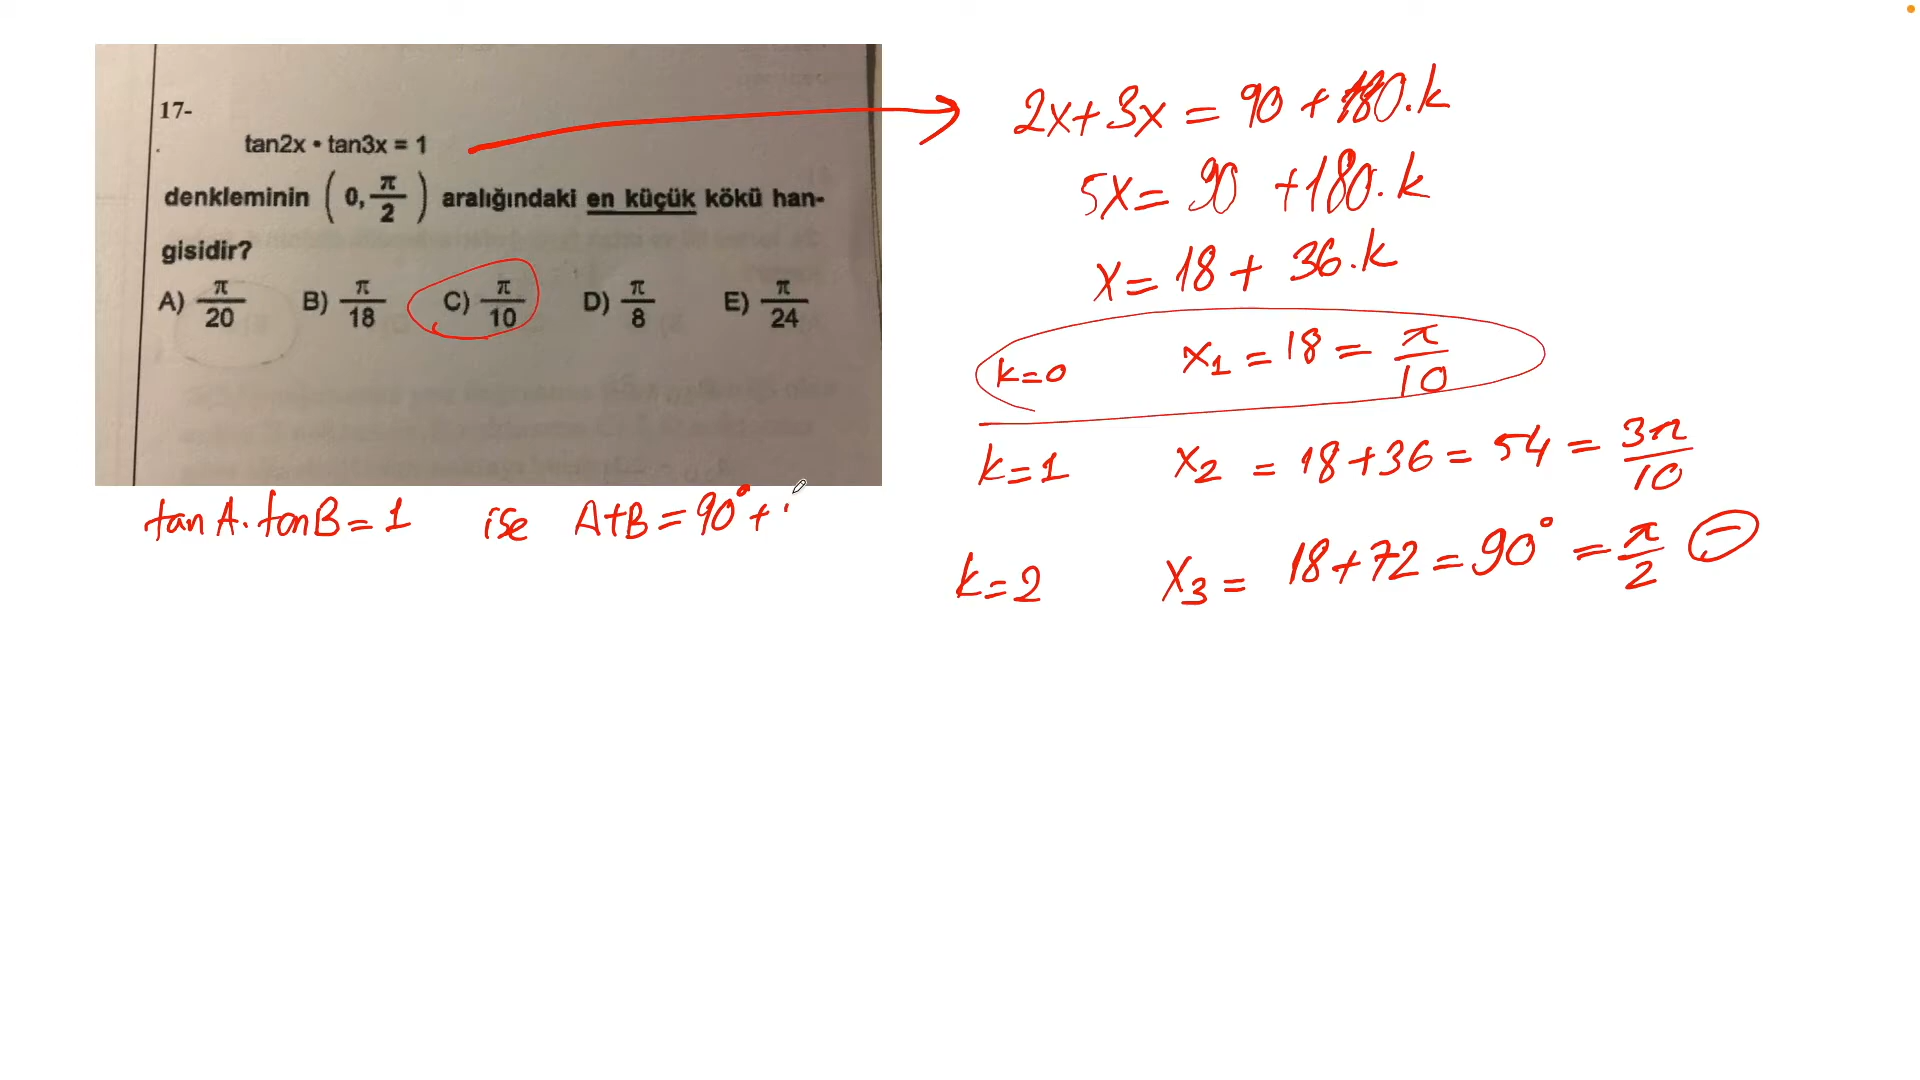 17-
tan2x • tan3x = 1
denkleminin (0, π/2) aralığındaki en küçük kökü han-
gisidir?
A) π/20 B) π/18 C) π/10 D) π/8 E) π/24
tan A . tan B = 1 ise A+B = 90° +
2x+3x = 90 + 180.k
5x = 90 + 180.k
x = 18 + 36.k
k=0 x1 = 18 = π/10
k=1 x2 = 18+36 = 54 = 3π/10
k=2 x3 = 18+72 = 90° = π/2 -